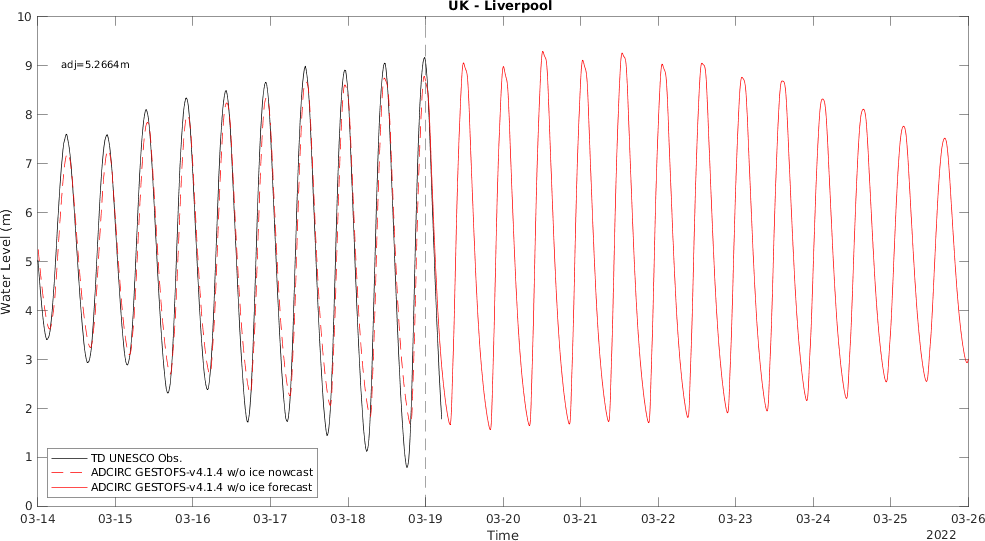 UK - Liverpool
10
9
8
7
6
5
4
3
2
1
0
Water Level (m)
adj=5.2664m
TD UNESCO Obs.
ADCIRC GESTOFS-v4.1.4 w/o ice nowcast
ADCIRC GESTOFS-v4.1.4 w/o ice forecast
03-14 03-15 03-16 03-17 03-18 03-19 03-20 03-21 03-22 03-23 03-24 03-25 03-26
Time
2022